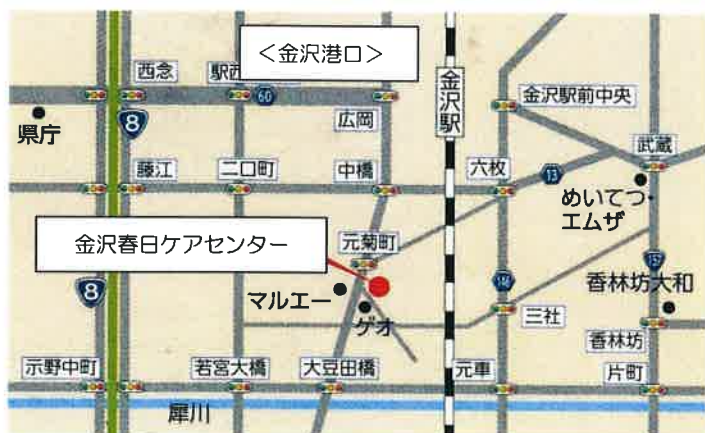 <金沢港口>
西念
駅西
60
8
県庁
広岡
金沢駅
金沢駅前中央
武蔵
藤江
二口町
中橋
六枚
13
めいてつ
エムザ
金沢春日ケアセンター
元菊町
8
マルエー
ゲオ
146
157
香林坊大和
三社
香林坊
示野中町
若宮大橋
大豆田橋
元車
片町
犀川